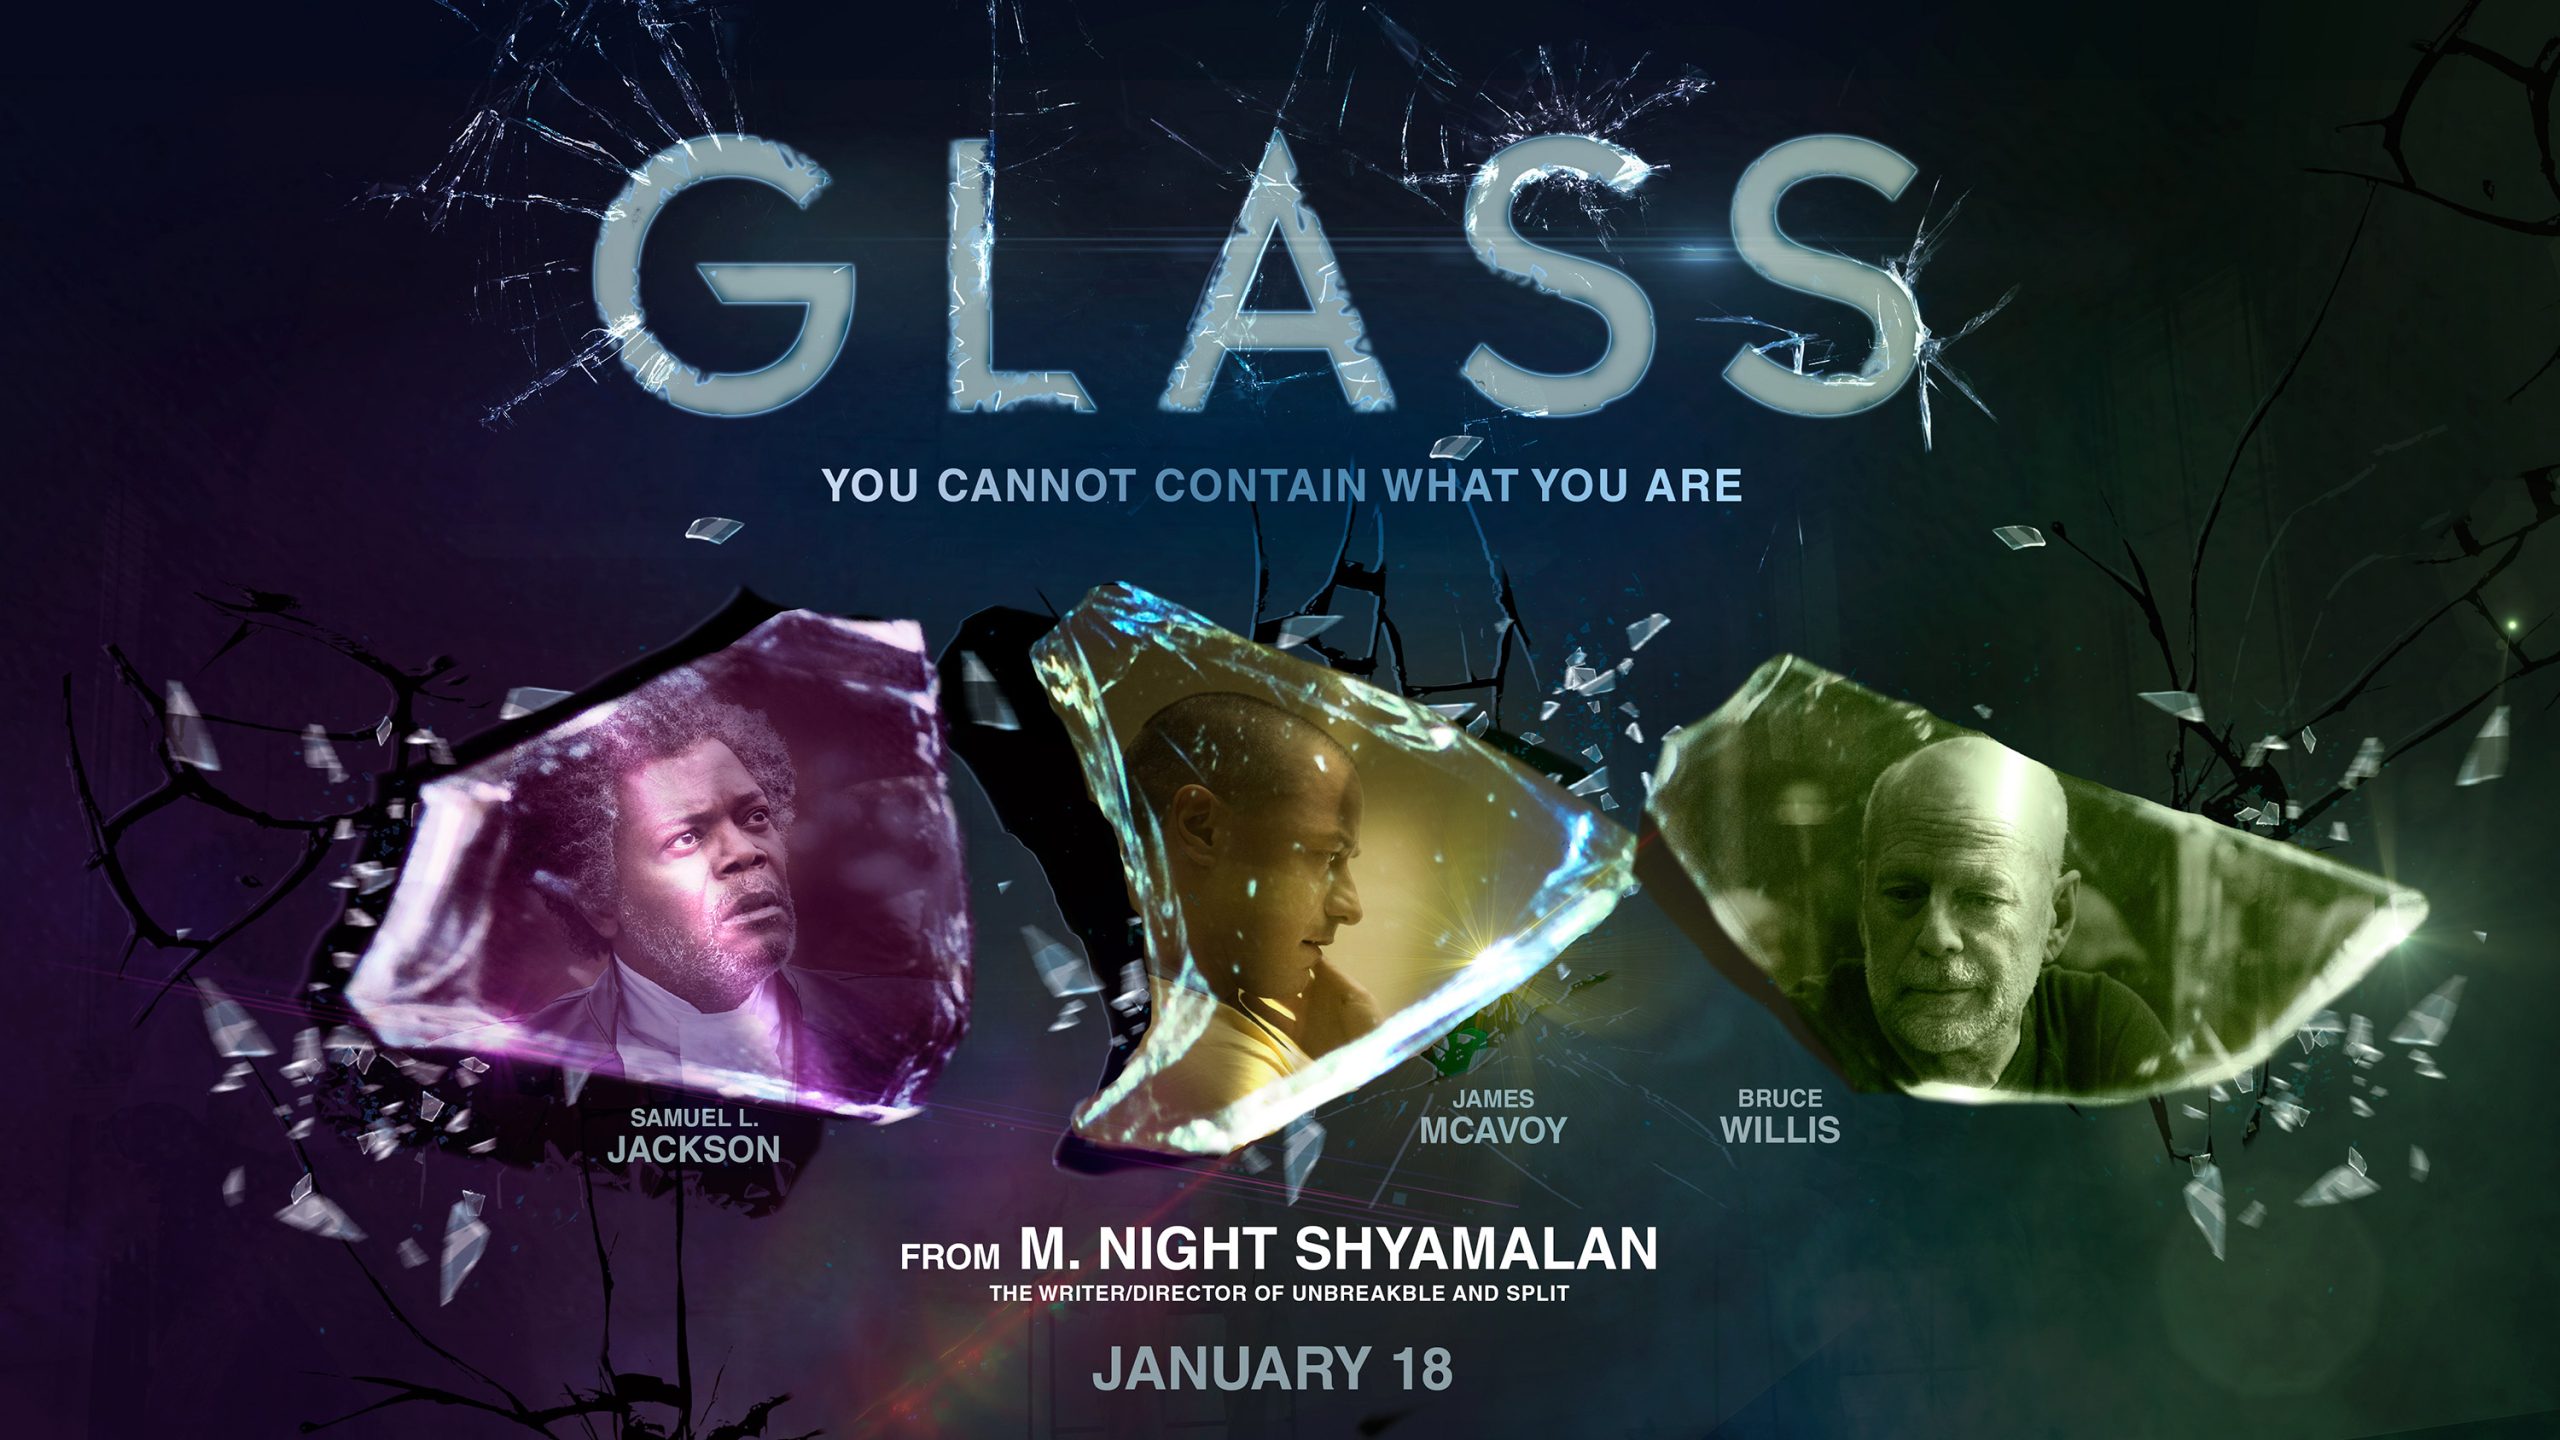 GLASS
YOU CANNOT CONTAIN WHAT YOU ARE
SAMUEL L.
JACKSON
JAMES
MCAVOY
BRUCE
WILLIS
FROM M. NIGHT SHYAMALAN
THE WRITER/DIRECTOR OF UNBREAKBLE AND SPLIT
JANUARY 18